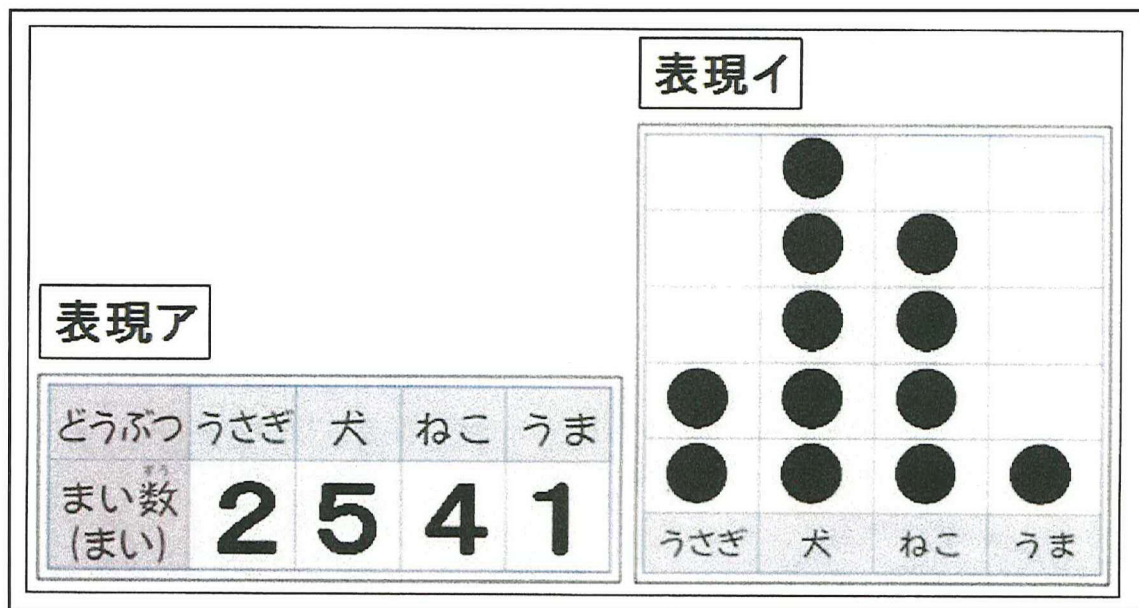 表現ア
どうぶつ うさぎ 犬 ねこ うま
まい数 2 5 4 1
すう
(まい)
表現イ
うさぎ 犬 ねこ うま